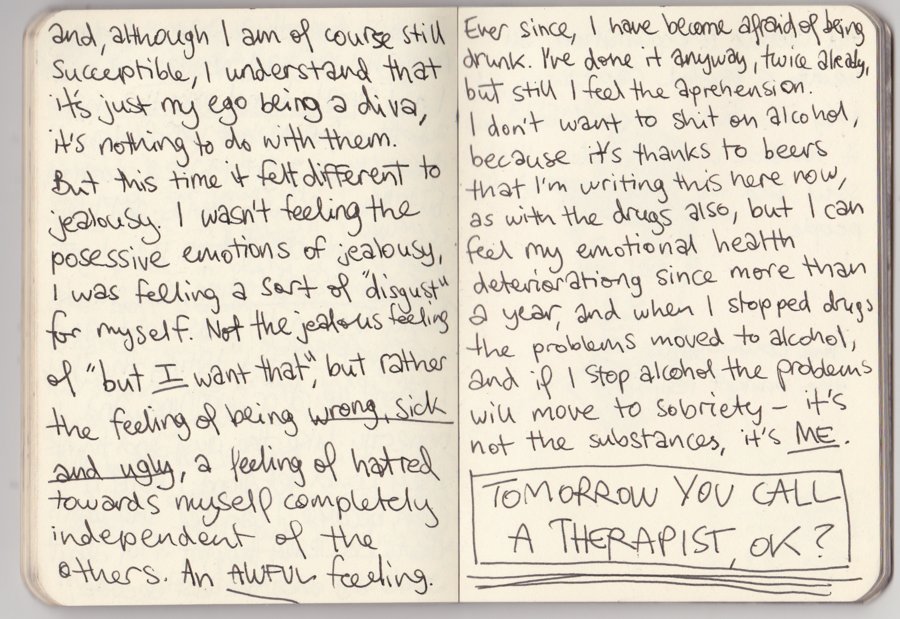 and, although I am of course still
succeptible, I understand that
it's just my ego being a diva,
it's nothing to do with them.
But this time it felt different to
jealousy. I wasn't feeling the
posessive emotions of jealousy,
I was felling a sort of "disgust"
for myself. Not the jealous feeling
of "but I want that", but rather
the feeling of being wrong, sick
and ugly, a feeling of hatred
towards myself completely
independent of the
others. An AWFUL feeling.
Ever since, I have become afraid of being
drunk. I've done it anyway, twice alrealy,
but still I feel the aprehension.
I don't want to shit on alcohol,
because it's thanks to beers
that I'm writing this here now,
as with the drugs also, but I can
feel my emotional health
deteriorationg since more than
a year, and when I stopped drugs
the problems moved to alcohol,
and if I stop alcohol the problems
will move to sobriety – it's
not the substances, it's ME.
TOMORROW YOU CALL
A THERAPIST, OK?